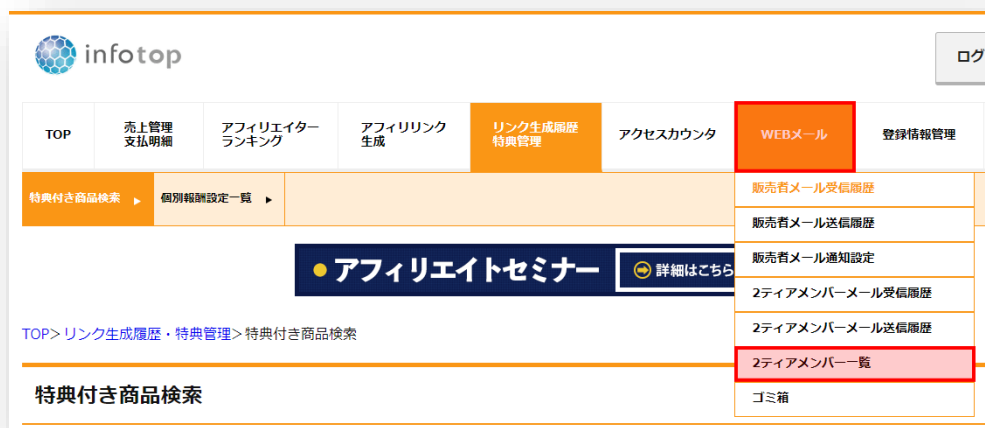 infotop
ログ
TOP
売上管理
支払明細
アフィリエイター
ランキング
アフィリリンク
生成
リンク生成履歴
特典管理
アクセスカウンタ
WEBメール
登録情報管理
特典付き商品検索
個別報酬設定一覧
販売者メール受信履歴
販売者メール送信履歴
販売者メール通知設定
2ティアメンバーメール受信履歴
2ティアメンバーメール送信履歴
2ティアメンバー一覧
ゴミ箱
アフィリエイトセミナー
詳細はこちら
TOP>リンク生成履歴・特典管理>特典付き商品検索
特典付き商品検索